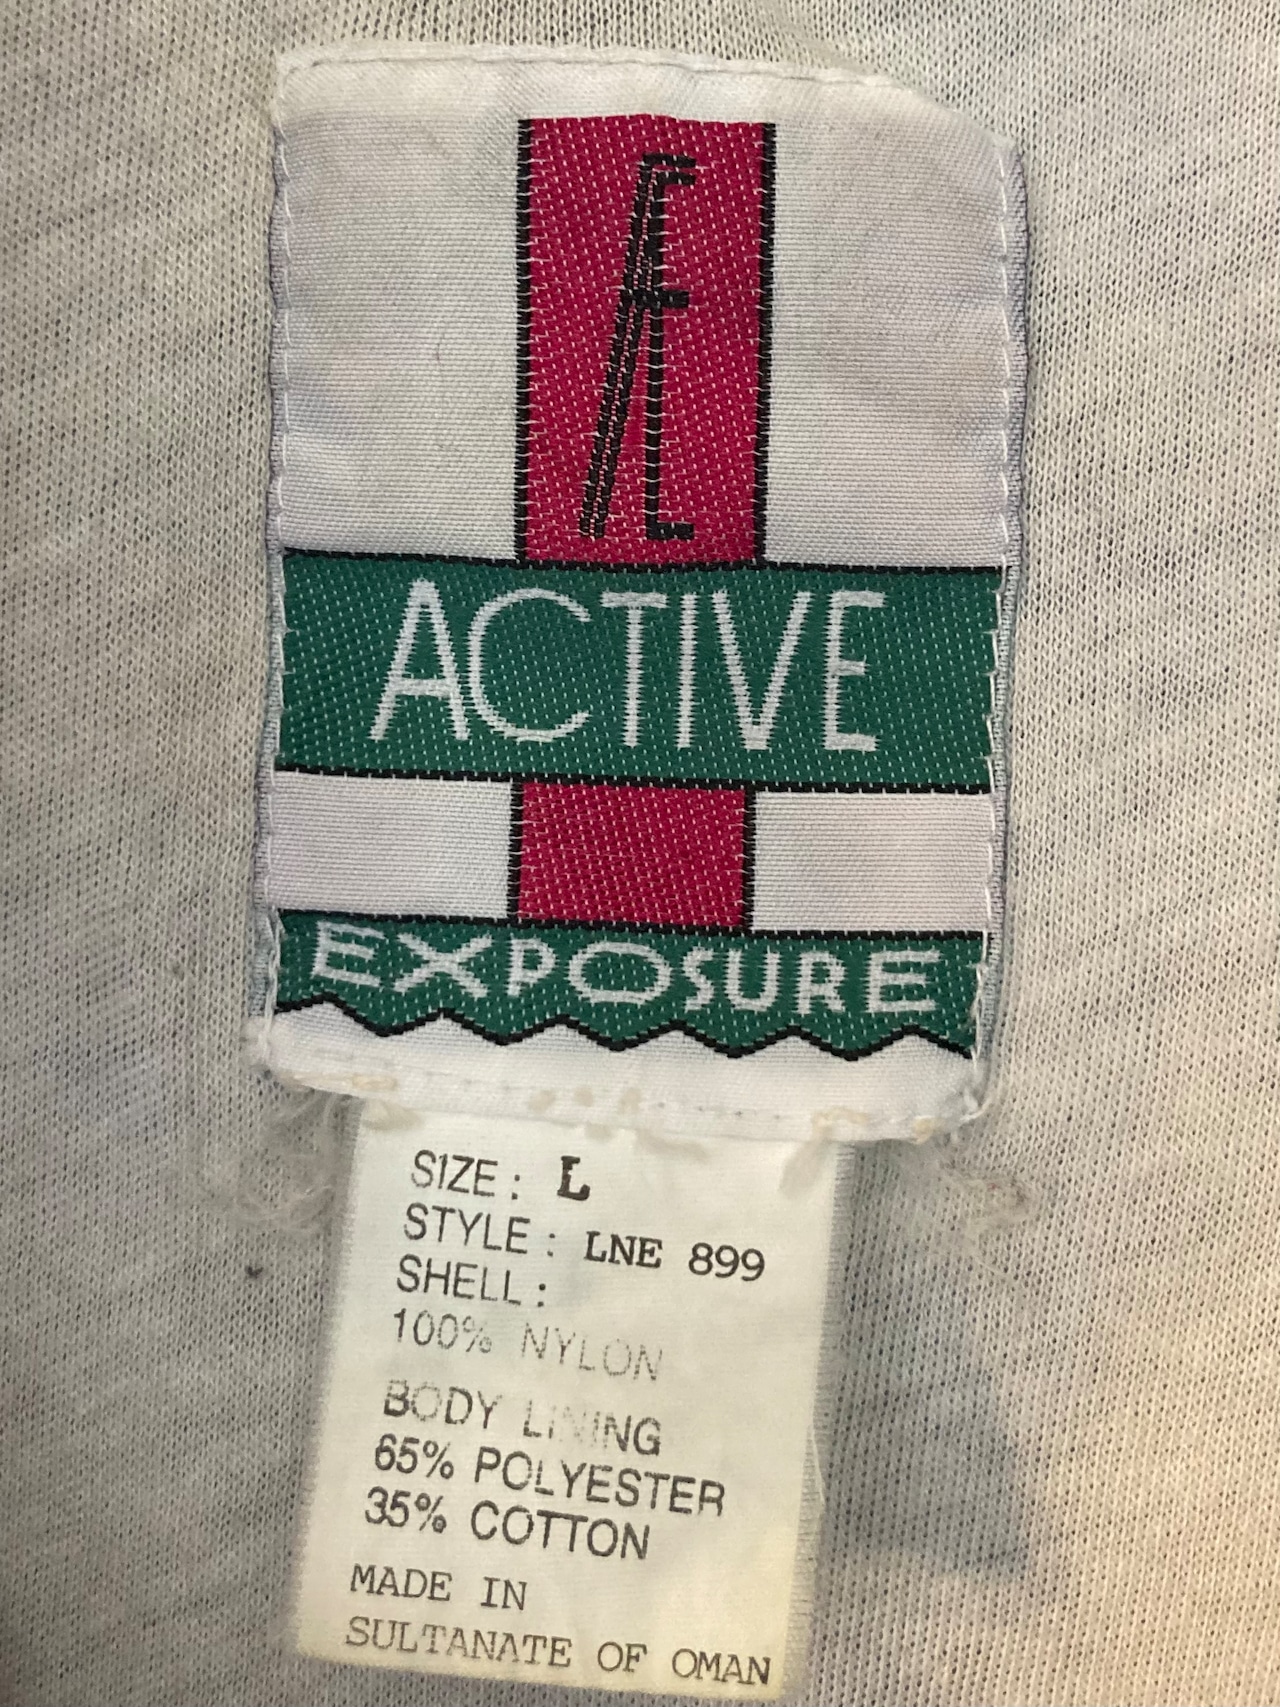 AE
ACTIVE
EXPOSURE
SIZE: L
STYLE: LNE 899
SHELL:
100% NYLON
BODY LINING
65% POLYESTER
35% COTTON
MADE IN
SULTANATE OF OMAN